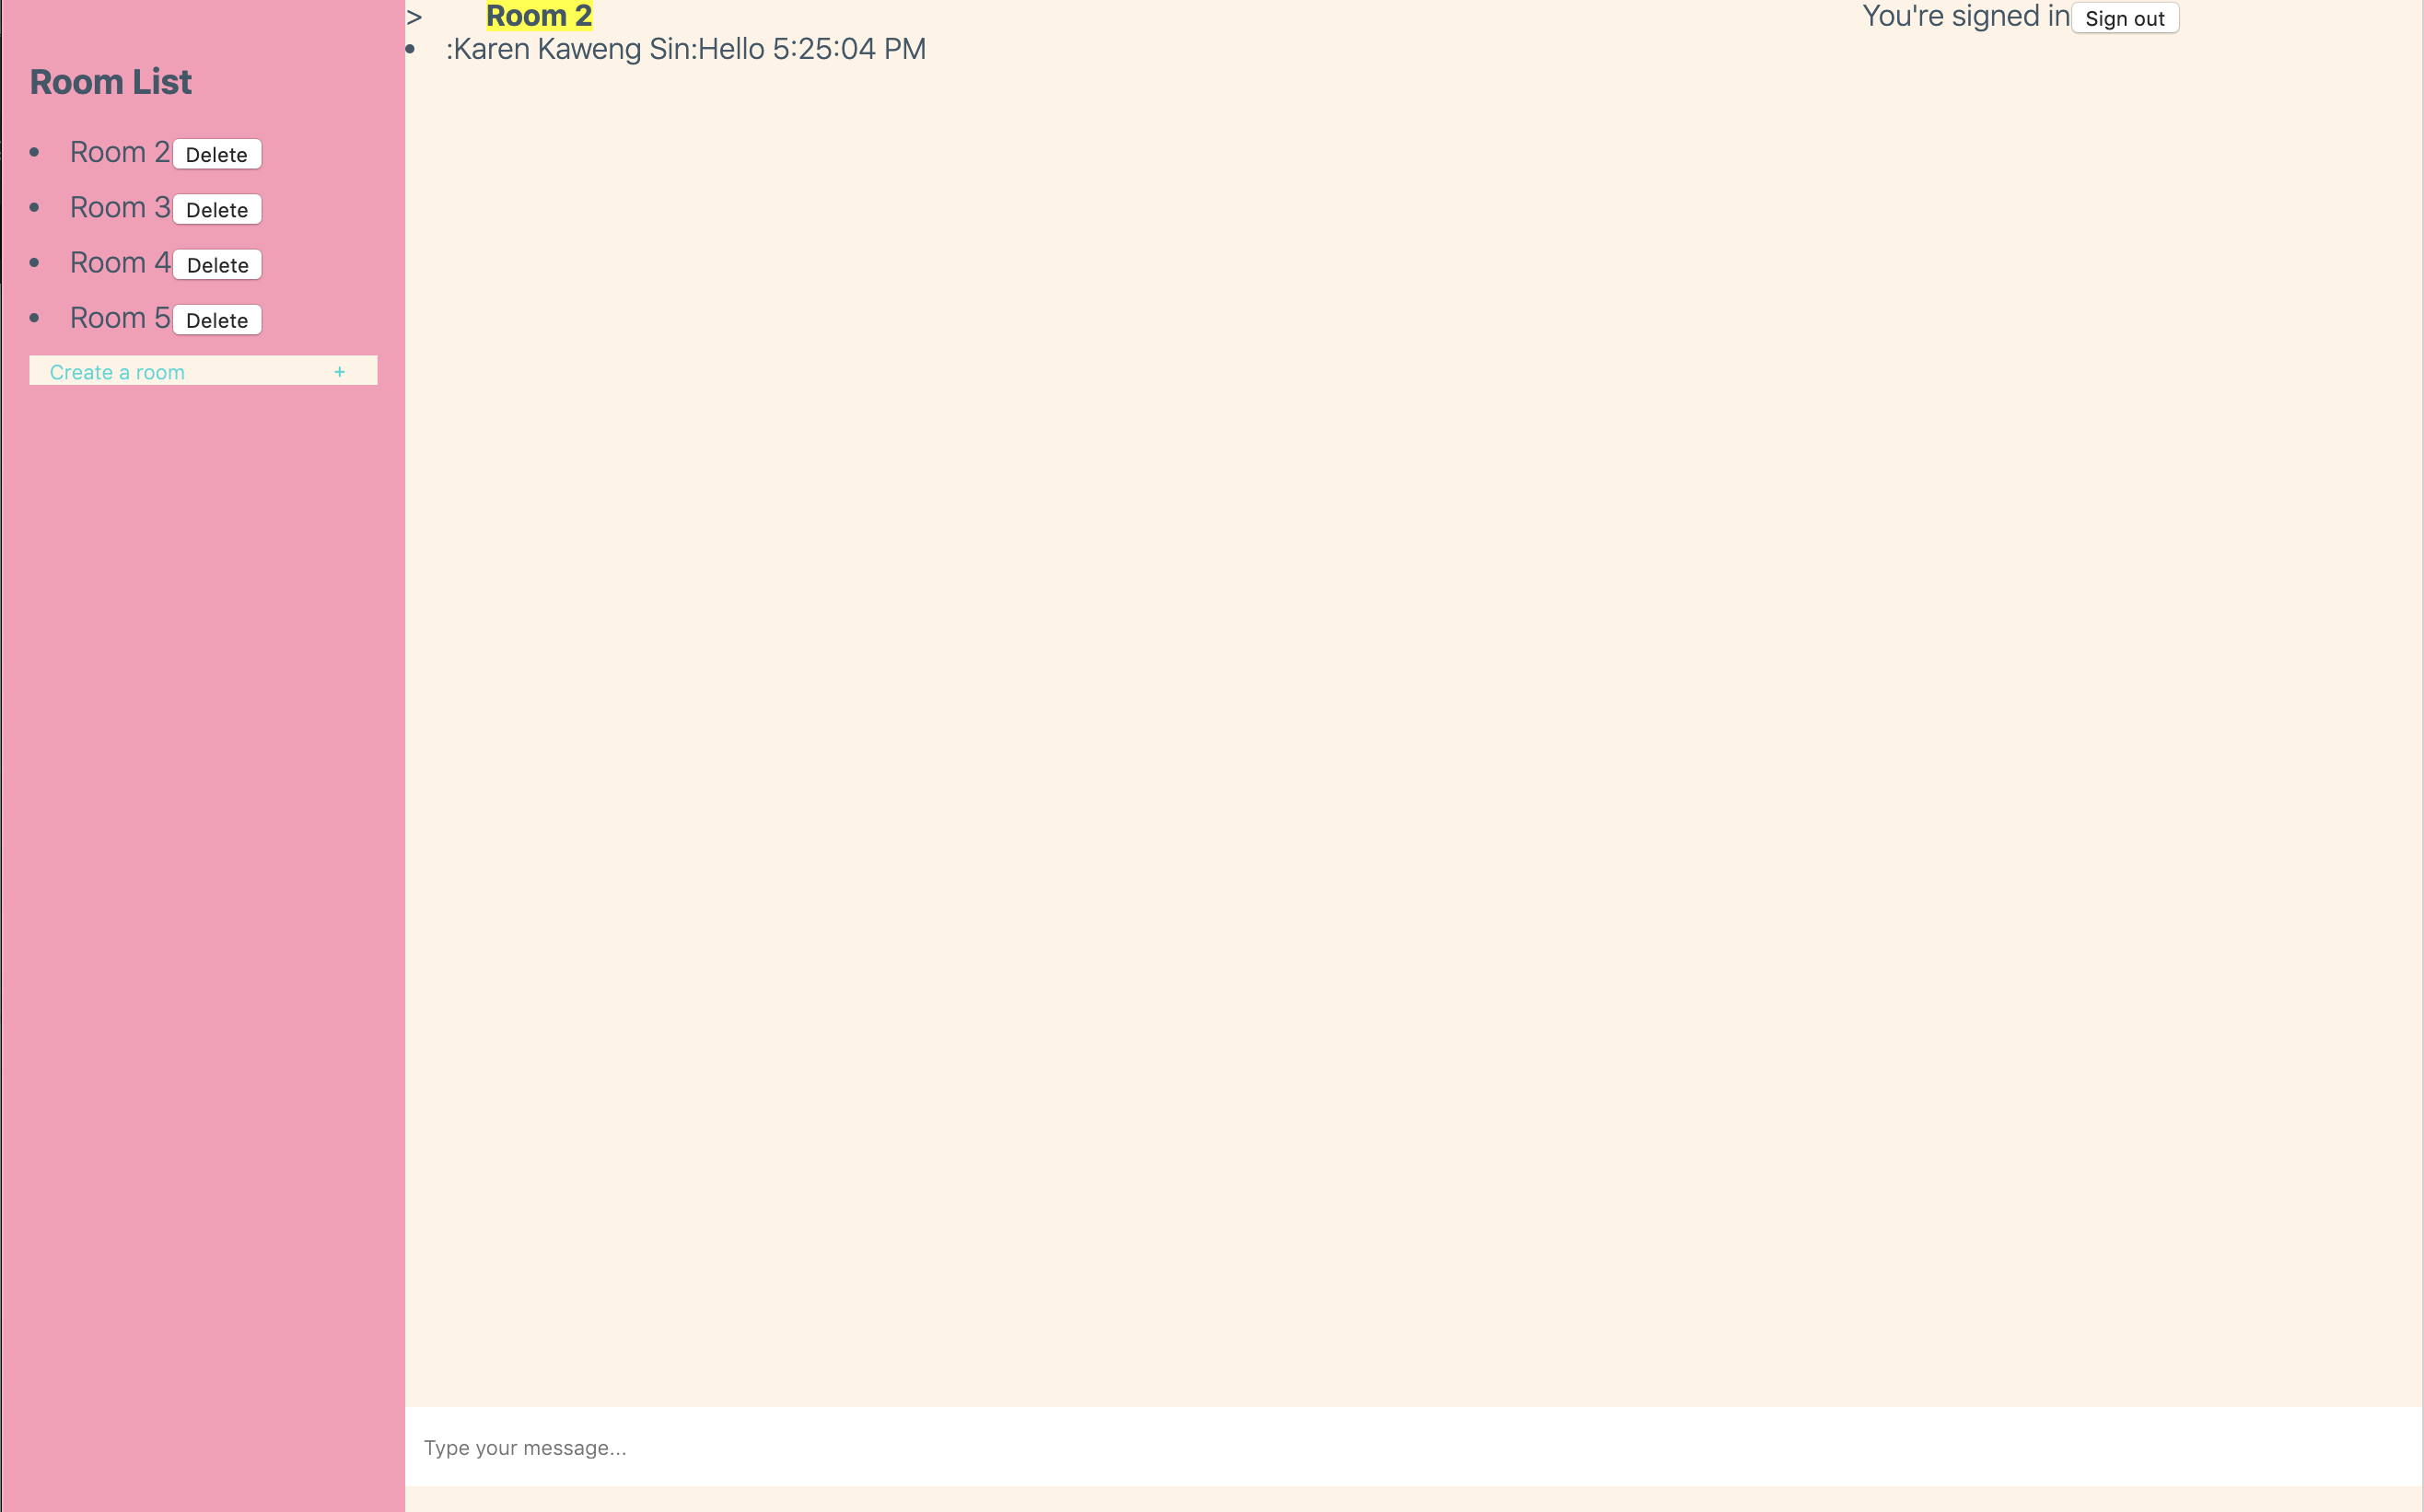 Room List
• Room 2 Delete
• Room 3 Delete
• Room 4 Delete
• Room 5 Delete
Create a room +
> Room 2 You're signed in Sign out
• :Karen Kaweng Sin:Hello 5:25:04 PM
Type your message...